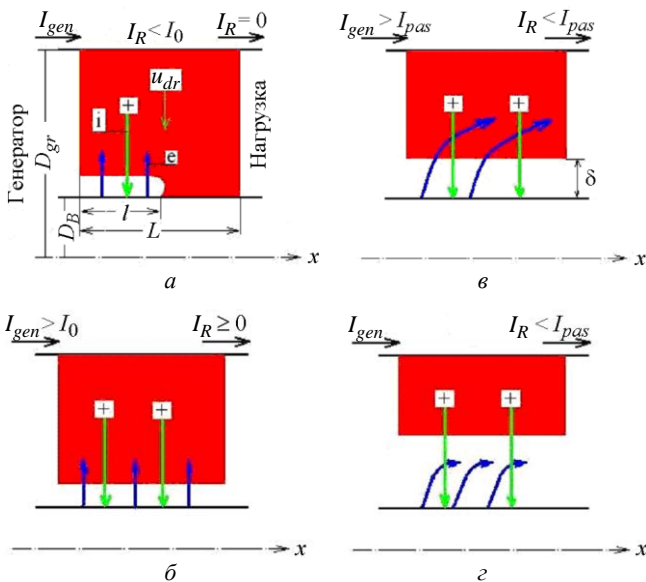 I_gen I_R < I_0 I_R = 0
Генератор
D_gr
+
i
u_dr
e
Нагрузка
l
D_B
L
x
а
I_gen > I_pas I_R < I_pas
+ +
δ
x
в
I_gen > I_0 I_R ≥ 0
+ +
x
б
I_gen I_R < I_pas
+ +
x
г